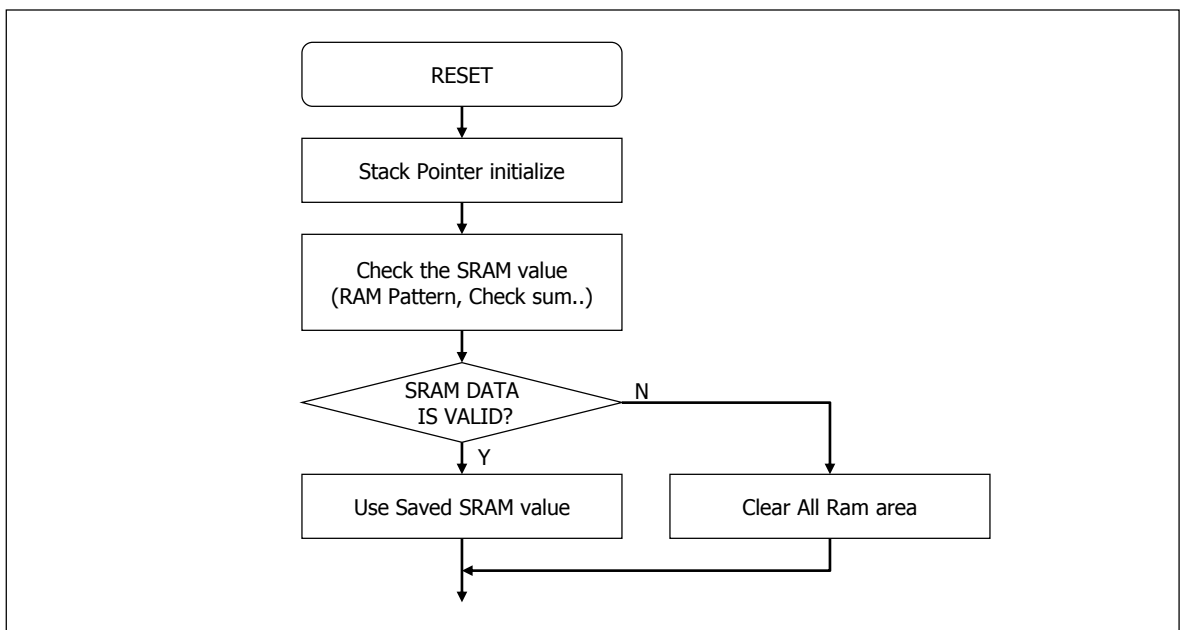 RESET
Stack Pointer initialize
Check the SRAM value
(RAM Pattern, Check sum..)
SRAM DATA
IS VALID?
N
Y
Use Saved SRAM value
Clear All Ram area